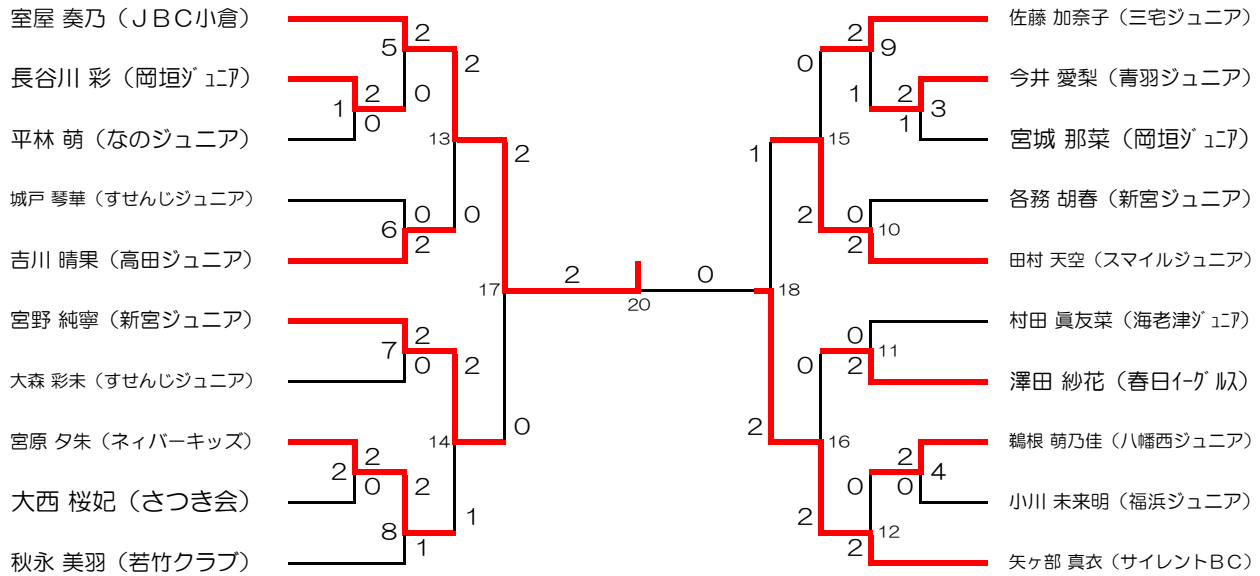 室屋 奏乃（ＪＢＣ小倉）
長谷川 彩（岡垣ｼﾞｭﾆｱ）
平林 萌（なのジュニア）
城戸 琴華（すせんじジュニア）
吉川 晴果（高田ジュニア）
宮野 純寧（新宮ジュニア）
大森 彩未（すせんじジュニア）
宮原 夕朱（ネィバーキッズ）
大西 桜妃（さつき会）
秋永 美羽（若竹クラブ）
5
2
0
1
2
0
6
0
2
7
2
0
2
2
0
8
2
1
13
2
0
14
2
1
17
2
0
2
20
0
18
1
2
15
0
2
16
0
2
9
2
1
2
3
1
0
10
2
0
11
2
2
4
0
0
12
2
佐藤 加奈子（三宅ジュニア）
今井 愛梨（青羽ジュニア）
宮城 那菜（岡垣ｼﾞｭﾆｱ）
各務 胡春（新宮ジュニア）
田村 天空（スマイルジュニア）
村田 眞友菜（海老津ｼﾞｭﾆｱ）
澤田 紗花（春日ｲｰｸﾞﾙｽ）
鵜根 萌乃佳（八幡西ジュニア）
小川 未来明（福浜ジュニア）
矢ヶ部 真衣（サイレントＢＣ）